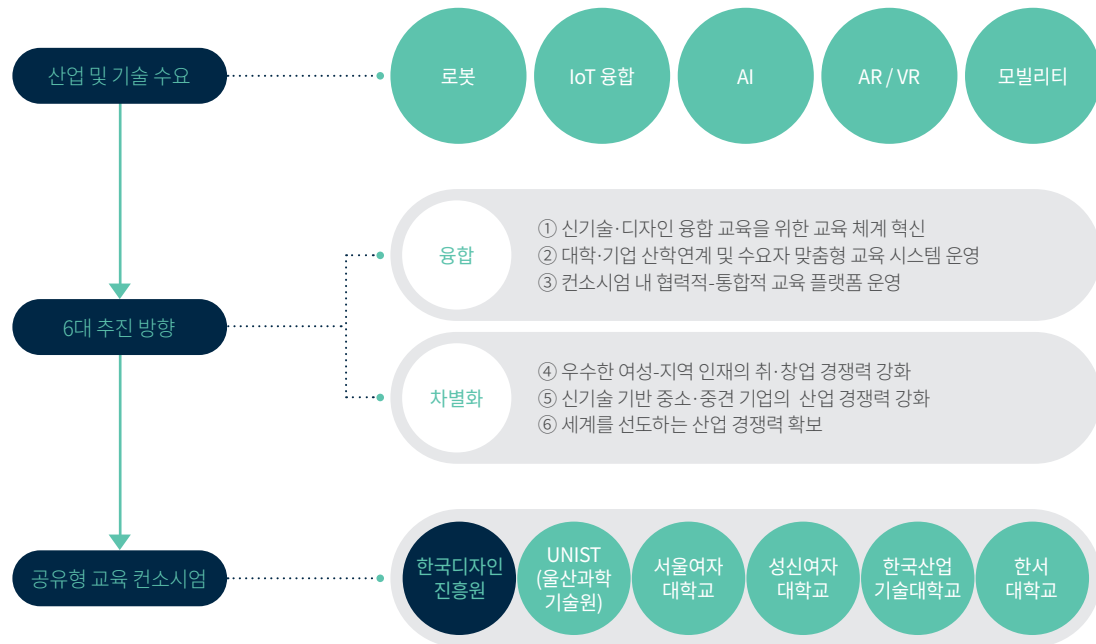 산업 및 기술 수요
로봇
IoT 융합
AI
AR / VR
모빌리티
6대 추진 방향
융합
① 신기술·디자인 융합 교육을 위한 교육 체계 혁신
② 대학·기업 산학연계 및 수요자 맞춤형 교육 시스템 운영
③ 컨소시엄 내 협력적-통합적 교육 플랫폼 운영
차별화
④ 우수한 여성-지역 인재의 취·창업 경쟁력 강화
⑤ 신기술 기반 중소·중견 기업의 산업 경쟁력 강화
⑥ 세계를 선도하는 산업 경쟁력 확보
공유형 교육 컨소시엄
한국디자인
진흥원
UNIST
(울산과학
기술원)
서울여자
대학교
성신여자
대학교
한국산업
기술대학교
한서
대학교